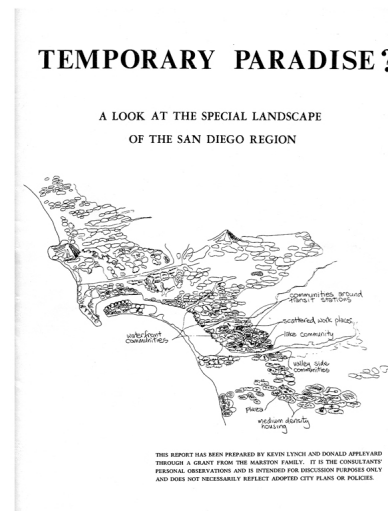 TEMPORARY PARADISE?
A LOOK AT THE SPECIAL LANDSCAPE
OF THE SAN DIEGO REGION
communities around
transit stations
scattered work places
lake community
waterfront
communities
valley side
communities
plaza
medium density
housing
THIS REPORT HAS BEEN PREPARED BY KEVIN LYNCH AND DONALD APPLEYARD
THROUGH A GRANT FROM THE MARSTON FAMILY. IT IS THE CONSULTANTS'
PERSONAL OBSERVATIONS AND IS INTENDED FOR DISCUSSION PURPOSES ONLY
AND DOES NOT NECESSARILY REFLECT ADOPTED CITY PLANS OR POLICIES.